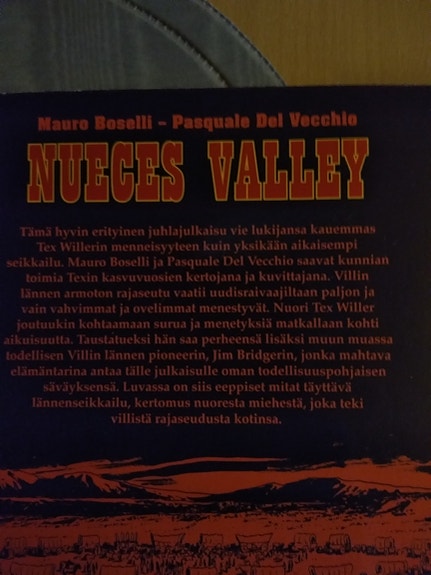 Mauro Boselli – Pasquale Del Vecchio
NUECES VALLEY
Tämä hyvin erityinen juhlajulkaisu vie lukijansa kauemmas
Tex Willerin menneisyyteen kuin yksikään aikaisempi
seikkailu. Mauro Boselli ja Pasquale Del Vecchio saavat kunnian
toimia Texin kasvuvuosien kertojana ja kuvittajana. Villin
lännen armoton rajaseutu vaatii uudisraivaajiltaan paljon ja
vain vahvimmat ja ovelimmat menestyvät. Nuori Tex Willer
joutuukin kohtaamaan surua ja menetyksiä matkallaan kohti
aikuisuutta. Taustatueksi hän saa perheensä lisäksi muun muassa
todellisen Villin lännen pioneerin, Jim Bridgerin, jonka mahtava
elämäntarina antaa tälle julkaisulle oman todellisuuspohjaisen
säväyksensä. Luvassa on siis eeppiset mitat täyttävä
lännenseikkailu, kertomus nuoresta miehestä, joka teki
villistä rajaseudusta kotinsa.